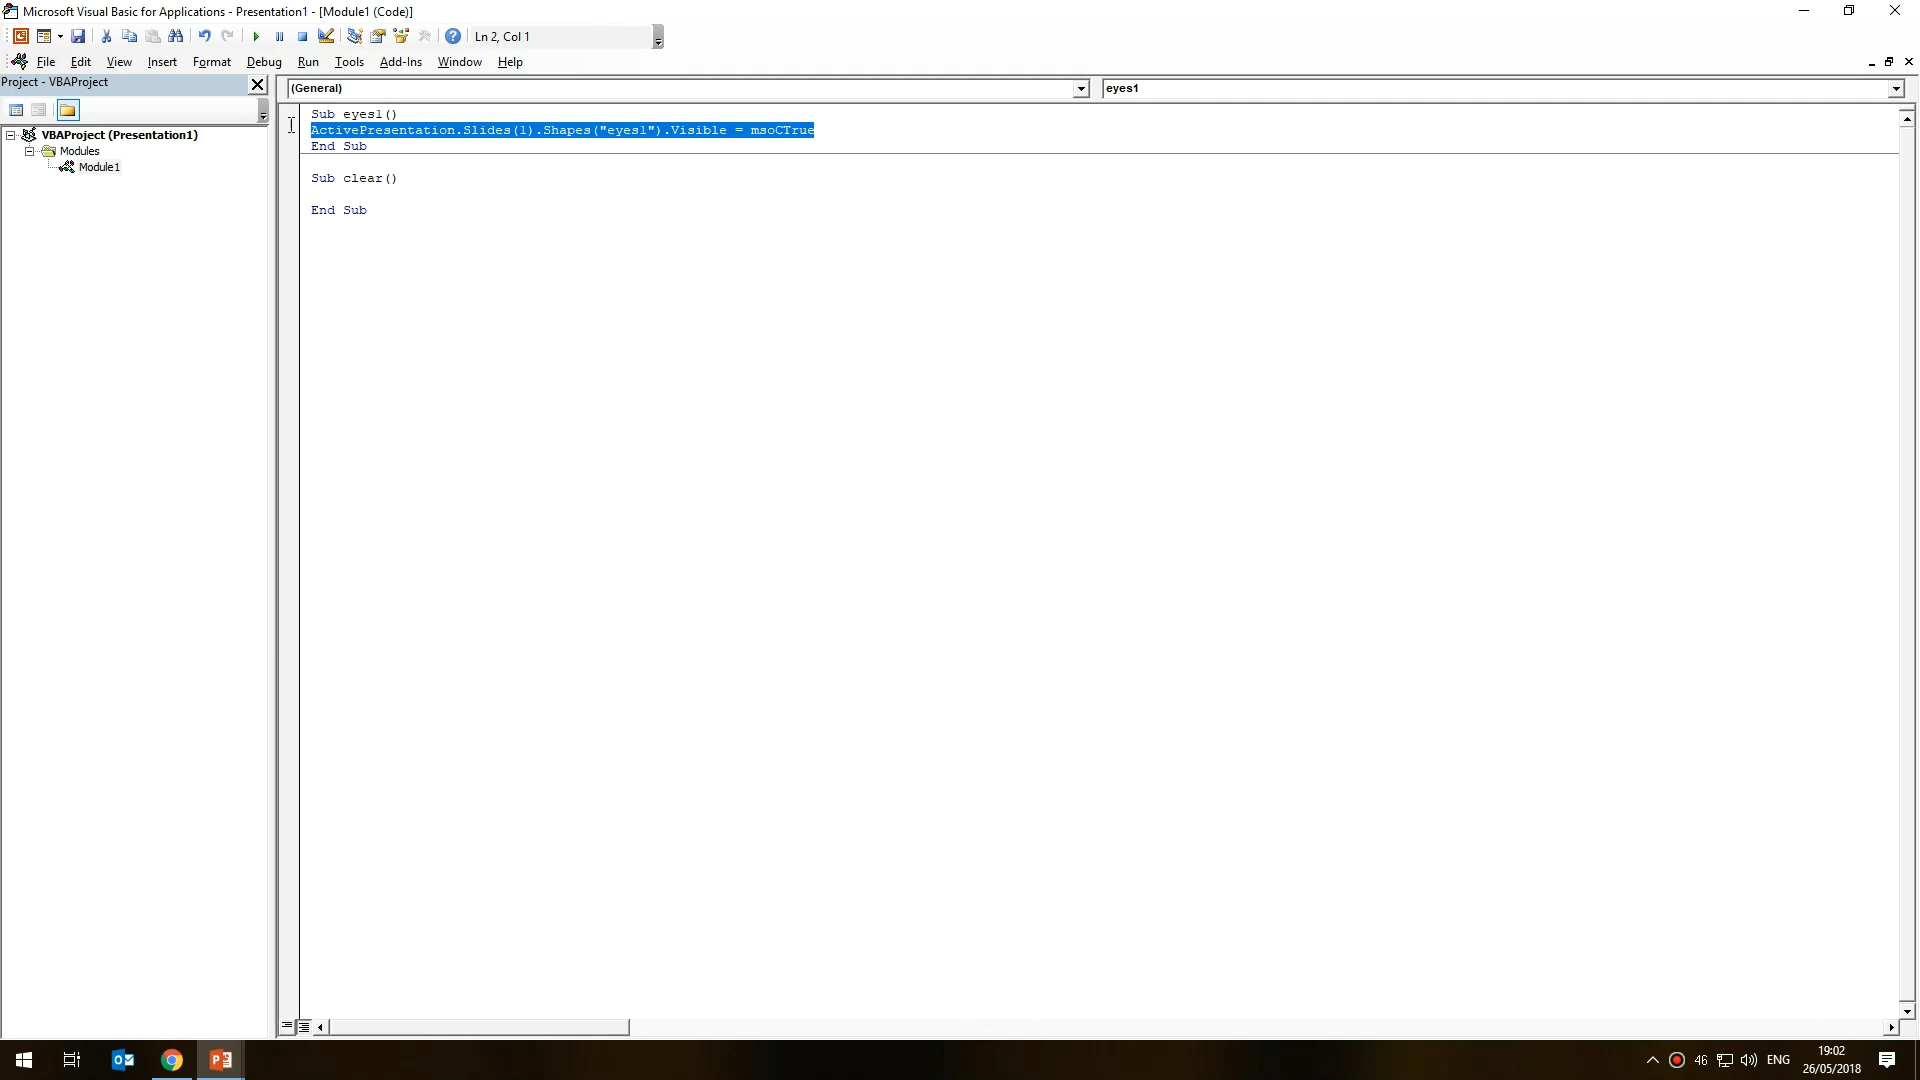 Microsoft Visual Basic for Applications - Presentation1 - [Module1 (Code)]
Ln 2, Col 1
File Edit View Insert Format Debug Run Tools Add-Ins Window Help
Project - VBAProject
(General)
eyes1
VBAProject (Presentation1)
Modules
Module1
Sub eyes1()
ActivePresentation.Slides(1).Shapes("eyes1").Visible = msoCTrue
End Sub
Sub clear()
End Sub
46
ENG
19:02
26/05/2018